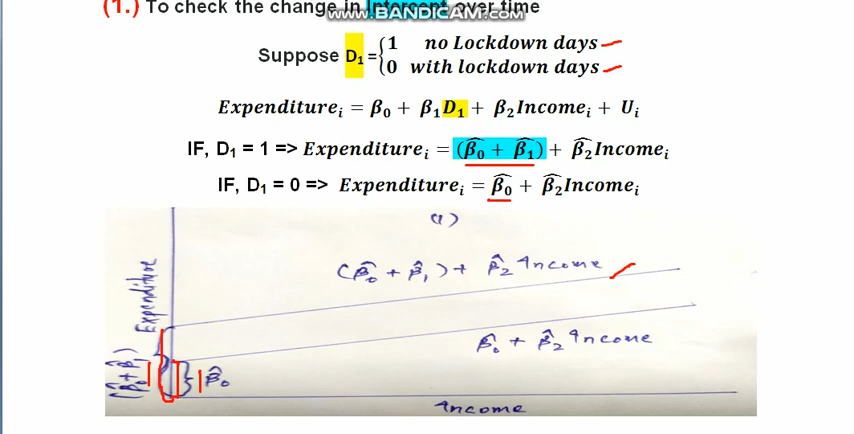 (1.) To check the change in Intercept over time
www.BANDICAM.com
Suppose D₁ = {1 no Lockdown days
0 with lockdown days
Expenditureᵢ = β₀ + β₁D₁ + β₂Incomeᵢ + Uᵢ
IF, D₁ = 1 => Expenditureᵢ = (β̂₀ + β̂₁) + β̂₂Incomeᵢ
IF, D₁ = 0 => Expenditureᵢ = β̂₀ + β̂₂Incomeᵢ
(1)
(β̂₀ + β̂₁) + β̂₂ Income
Expenditure
β̂₀ + β̂₂ Income
(β̂₀ + β̂₁)
β̂₀
Income